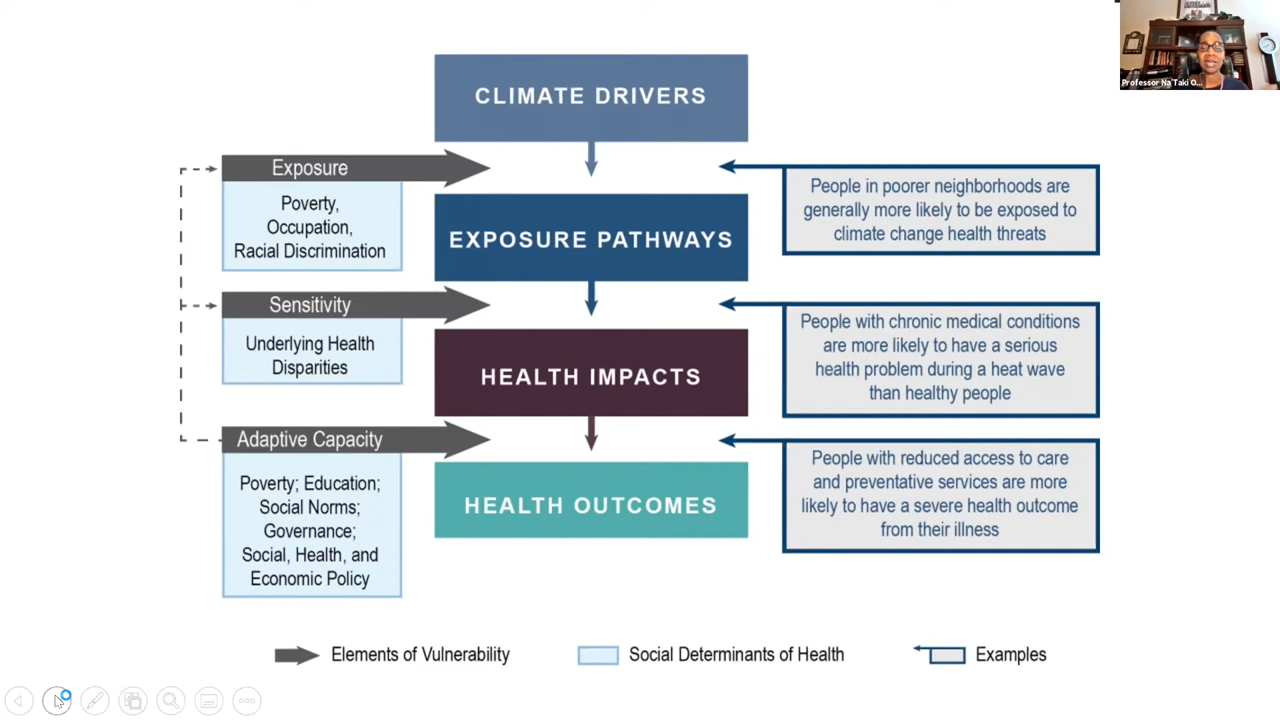 CLIMATE DRIVERS
Professor Na'Taki O...
Exposure
Poverty,
Occupation,
Racial Discrimination
People in poorer neighborhoods are
generally more likely to be exposed to
climate change health threats
EXPOSURE PATHWAYS
Sensitivity
Underlying Health
Disparities
People with chronic medical conditions
are more likely to have a serious
health problem during a heat wave
than healthy people
HEALTH IMPACTS
Adaptive Capacity
Poverty; Education;
Social Norms;
Governance;
Social, Health, and
Economic Policy
People with reduced access to care
and preventative services are more
likely to have a severe health outcome
from their illness
HEALTH OUTCOMES
Elements of Vulnerability
Social Determinants of Health
Examples